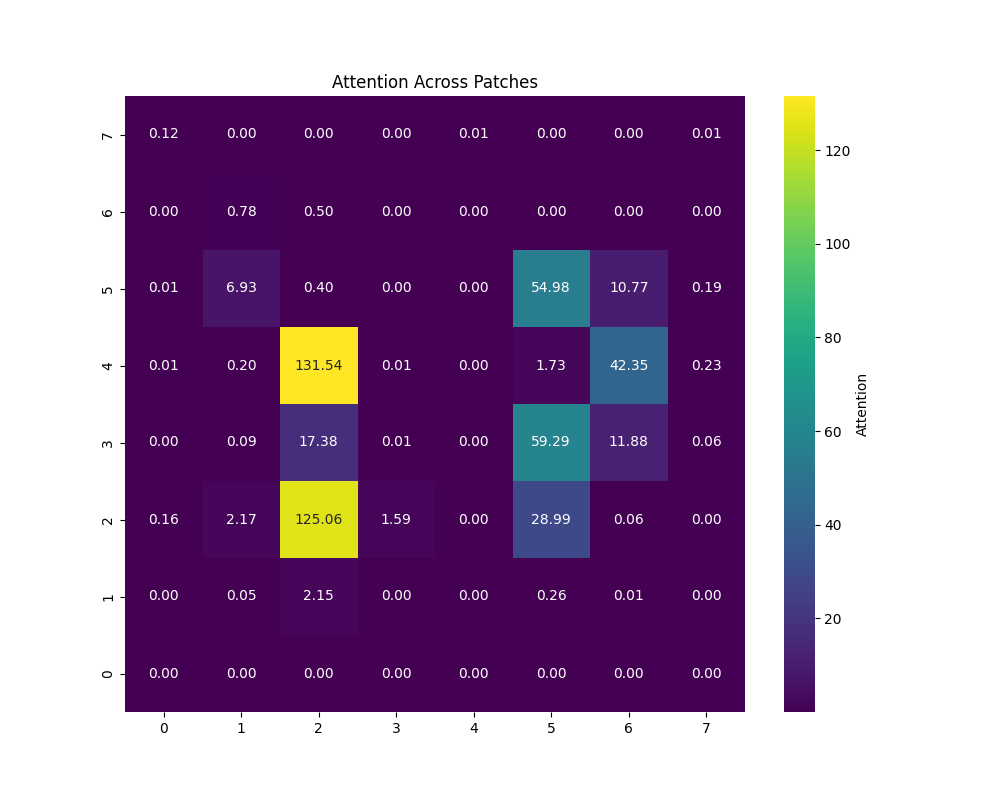 Attention Across Patches
7 0.12 0.00 0.00 0.00 0.01 0.00 0.00 0.01
6 0.00 0.78 0.50 0.00 0.00 0.00 0.00 0.00
5 0.01 6.93 0.40 0.00 0.00 54.98 10.77 0.19
4 0.01 0.20 131.54 0.01 0.00 1.73 42.35 0.23
3 0.00 0.09 17.38 0.01 0.00 59.29 11.88 0.06
2 0.16 2.17 125.06 1.59 0.00 28.99 0.06 0.00
1 0.00 0.05 2.15 0.00 0.00 0.26 0.01 0.00
0 0.00 0.00 0.00 0.00 0.00 0.00 0.00 0.00
0 1 2 3 4 5 6 7
120
100
80
60
40
20
Attention